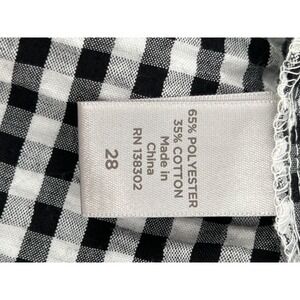 65% POLYESTER
35% COTTON
Made in
China
RN 138302
28